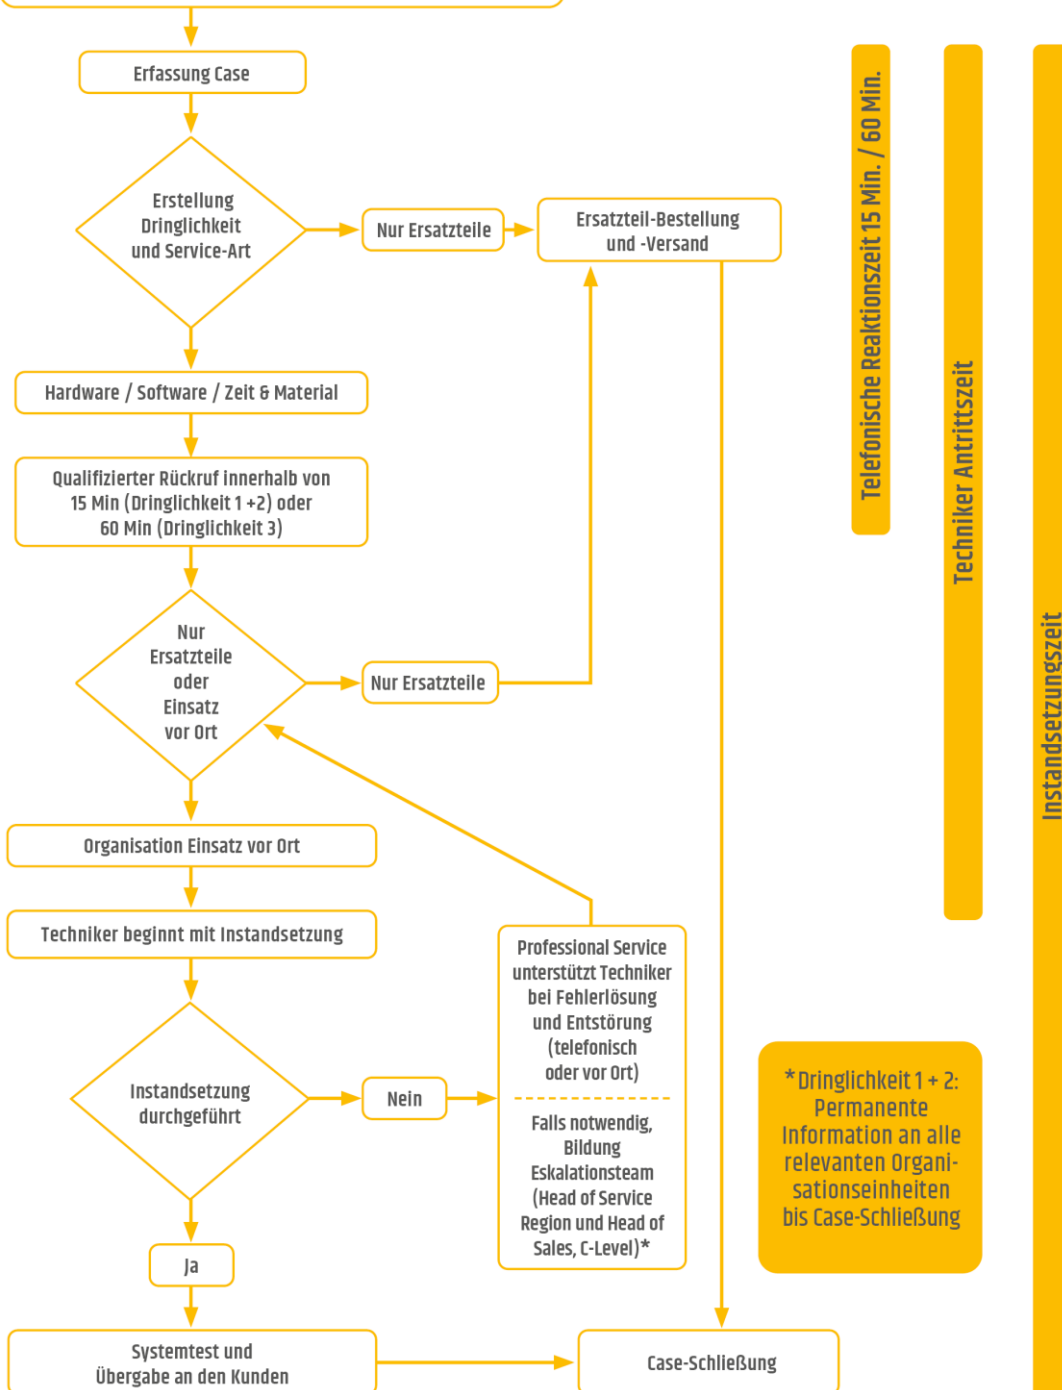 Erfassung Case
Erstellung
Dringlichkeit
und Service-Art
Nur Ersatzteile
Ersatzteil-Bestellung
und -Versand
Hardware / Software / Zeit & Material
Qualifizierter Rückruf innerhalb von
15 Min (Dringlichkeit 1 +2) oder
60 Min (Dringlichkeit 3)
Nur
Ersatzteile
oder
Einsatz
vor Ort
Nur Ersatzteile
Organisation Einsatz vor Ort
Techniker beginnt mit Instandsetzung
Instandsetzung
durchgeführt
Nein
Professional Service
unterstützt Techniker
bei Fehlerlösung
und Entstörung
(telefonisch
oder vor Ort)
Falls notwendig,
Bildung
Eskalationsteam
(Head of Service
Region und Head of
Sales, C-Level)*
Ja
Systemtest und
Übergabe an den Kunden
Case-Schließung
Telefonische Reaktionszeit 15 Min. / 60 Min.
Techniker Antrittszeit
Instandsetzungszeit
*Dringlichkeit 1 + 2:
Permanente
Information an alle
relevanten Organi-
sationseinheiten
bis Case-Schließung